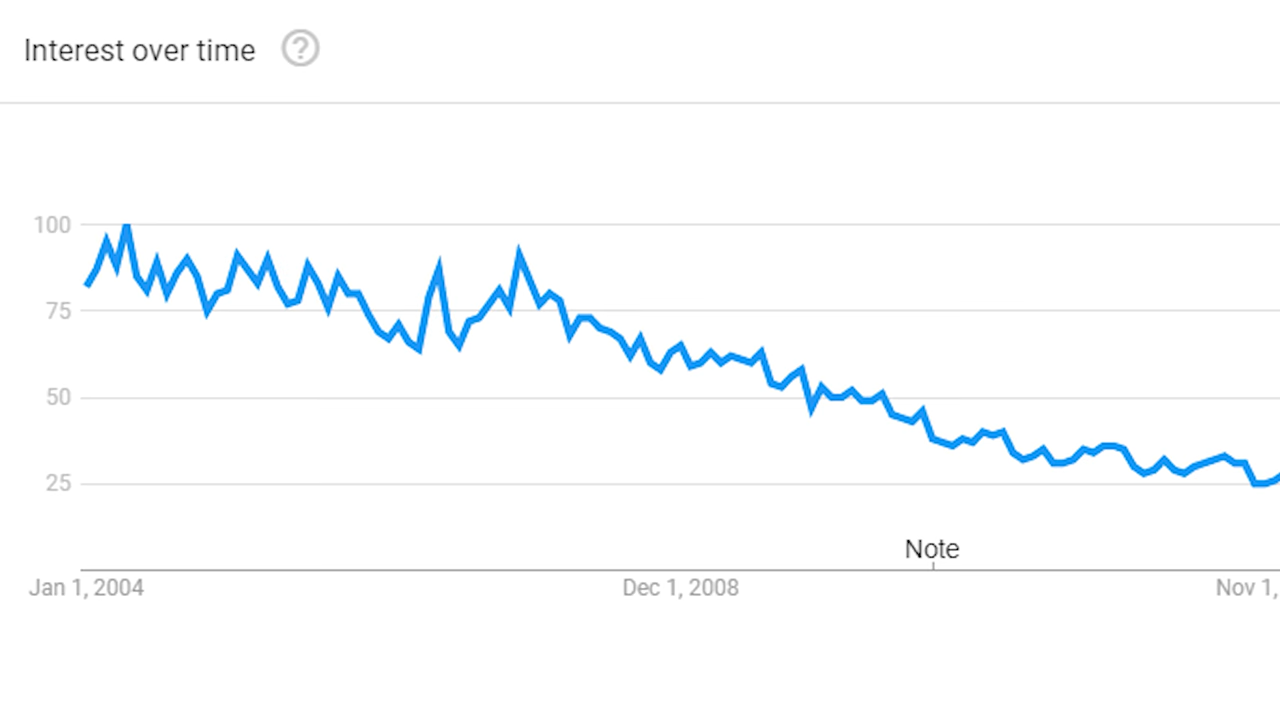 Interest over time ?
100
75
50
25
Note
Jan 1, 2004 Dec 1, 2008 Nov 1,